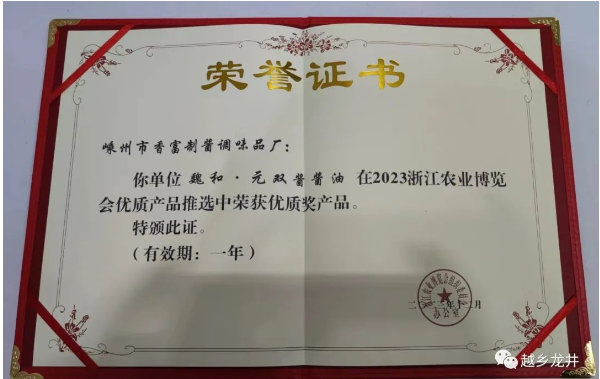 荣誉证书
嵊州市香富制酱调味品厂：
你单位 魏和·元双酱酱油 在2023浙江农业博览
会优质产品推选中荣获优质奖产品。
特颁此证。
（有效期：一年）
越乡龙井